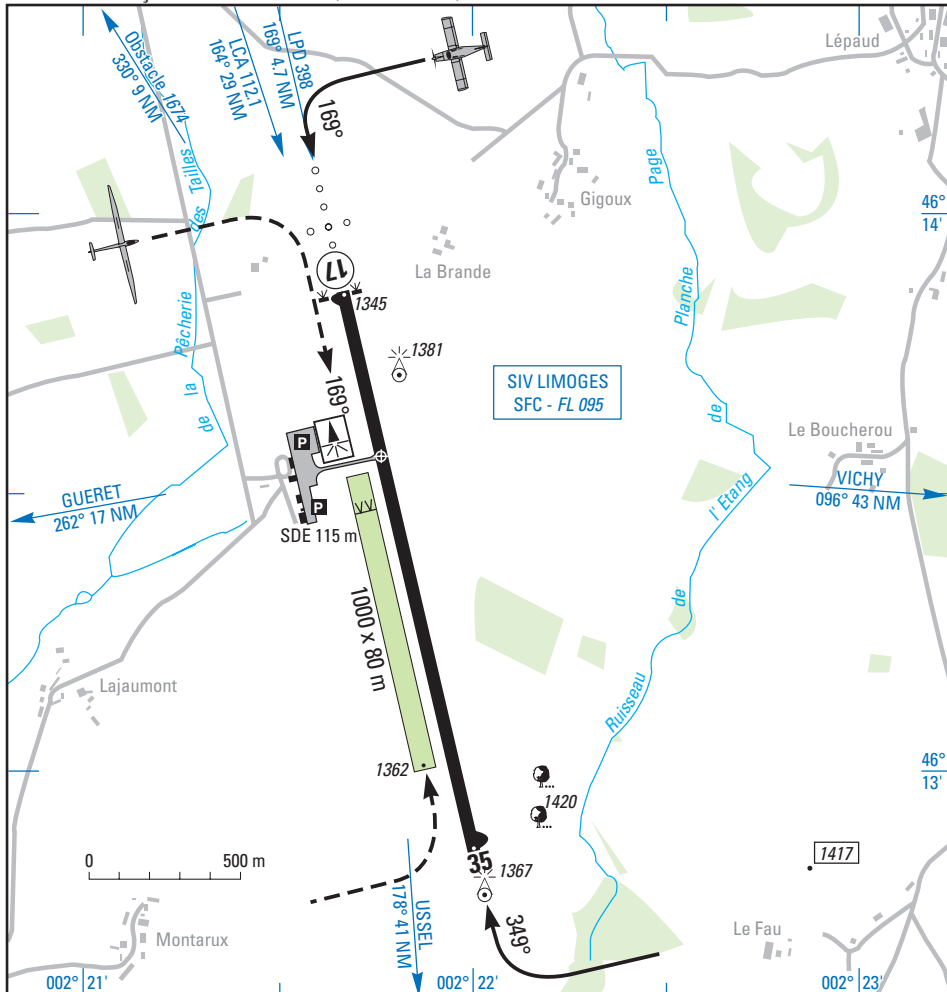 Obstacle 1674
330° 9 NM
LCA 112.1
164° 29 NM
LPD 398
169° 4.7 NM
Lépaud
169°
des Tailles
Page
Gigoux
46°
14'
La Brande
17
1345
Pêcherie
Planche
1381
SIV LIMOGES
SFC - FL 095
169°
de la
de
P
Le Boucherou
GUERET
262° 17 NM
VICHY
096° 43 NM
l'Etang
P
SDE 115 m
1000 x 80 m
de
Lajaumont
Ruisseau
1362
46°
13'
1420
0 500 m
35
1367
1417
USSEL
178° 41 NM
349°
Montarux
Le Fau
002° 21'
002° 22'
002° 23'